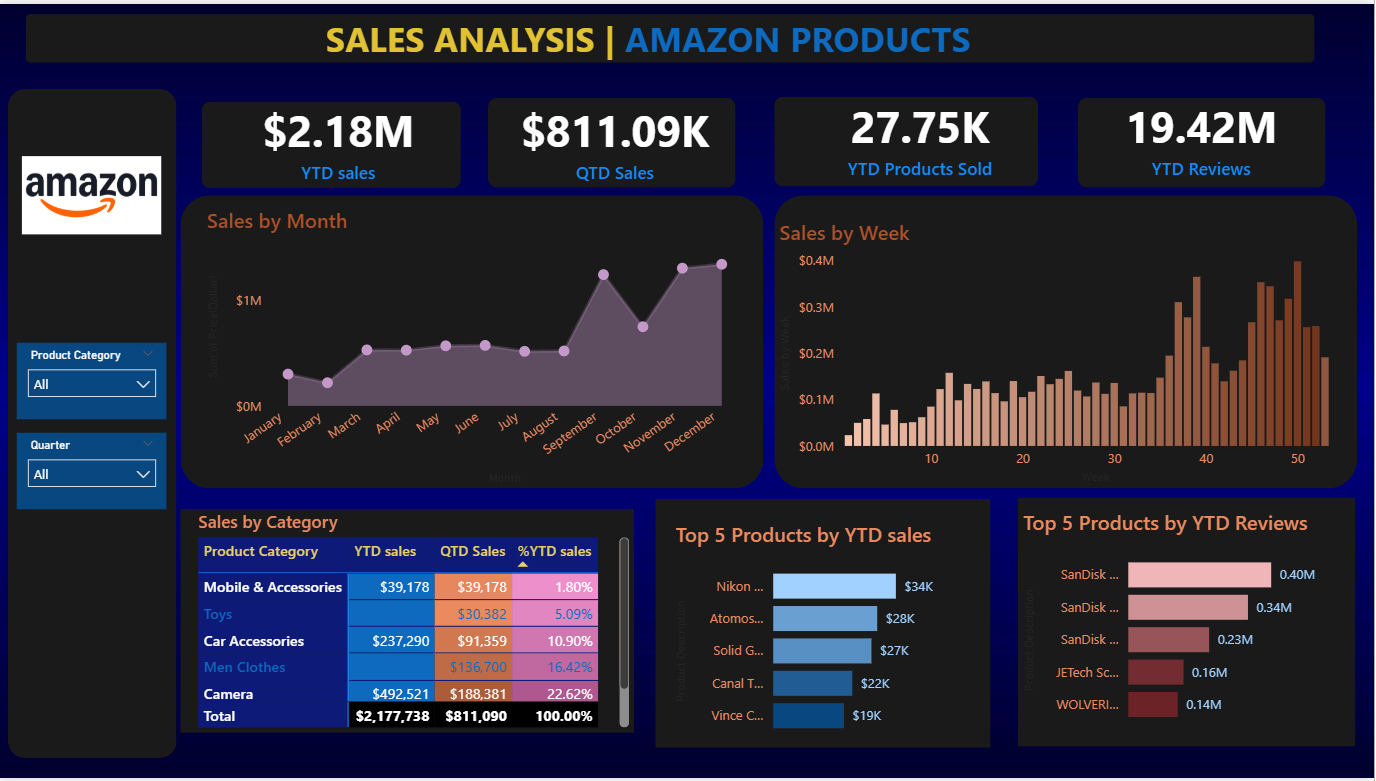 SALES ANALYSIS | AMAZON PRODUCTS
amazon
$2.18M
YTD sales
$811.09K
QTD Sales
27.75K
YTD Products Sold
19.42M
YTD Reviews
Product Category
All
Quarter
All
Sales by Month
$1M
$0M
January February March April May June July August September October November December
Month
Sales by Week
Sales by Week
$0.4M
$0.3M
$0.2M
$0.1M
$0.0M
10 20 30 40 50
Week
Sales by Category
Product Category YTD sales QTD Sales %YTD sales
Mobile & Accessories $39,178 $39,178 1.80%
Toys $30,382 5.09%
Car Accessories $237,290 $91,359 10.90%
Men Clothes $136,700 16.42%
Camera $492,521 $188,381 22.62%
Total $2,177,738 $811,090 100.00%
Top 5 Products by YTD sales
Product Description
Nikon ... $34K
Atomos... $28K
Solid G... $27K
Canal T... $22K
Vince C... $19K
Top 5 Products by YTD Reviews
Product Description
SanDisk ... 0.40M
SanDisk ... 0.34M
SanDisk ... 0.23M
JETech Sc... 0.16M
WOLVERI... 0.14M